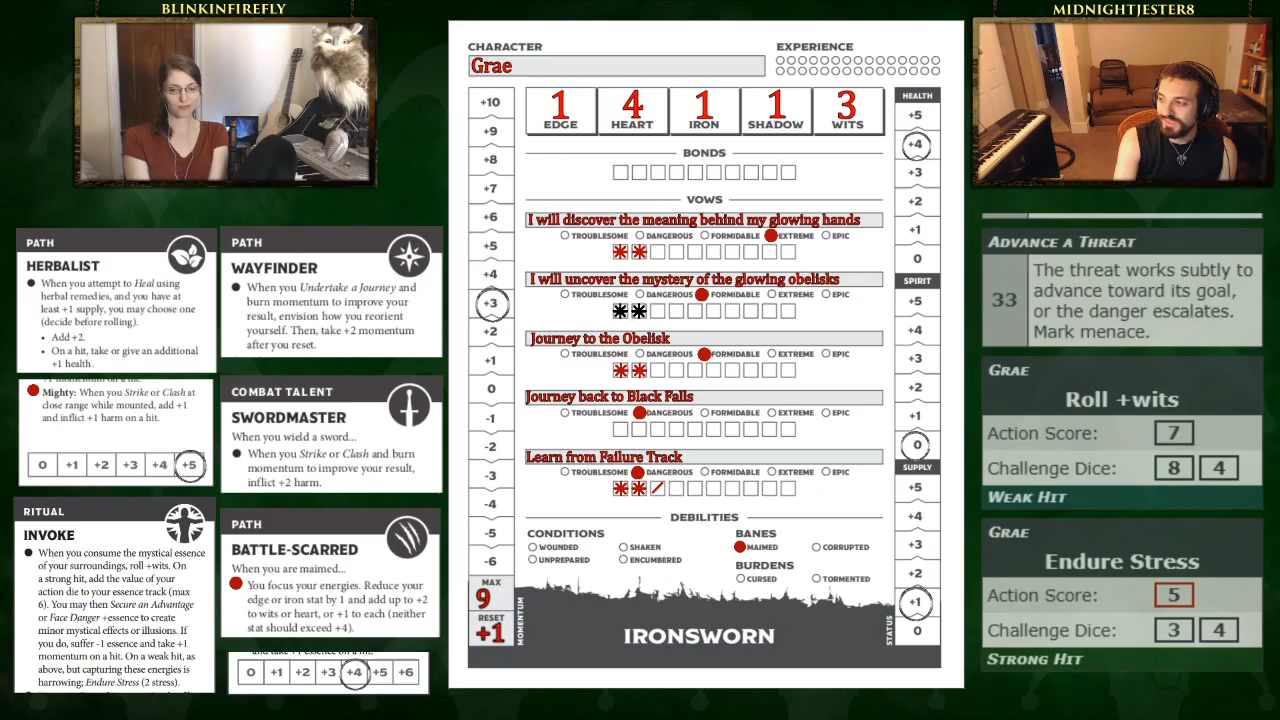 BLINKINFIREFLY
MIDNIGHTJESTER8
CHARACTER
Grae
EXPERIENCE
1 EDGE
4 HEART
1 IRON
1 SHADOW
3 WITS
+10
+9
+8
+7
+6
+5
+4
+3
+2
+1
0
-1
-2
-3
-4
-5
-6
MAX
9
RESET
+1
MOMENTUM
BONDS
VOWS
I will discover the meaning behind my glowing hands
TROUBLESOME DANGEROUS FORMIDABLE EXTREME EPIC
I will uncover the mystery of the glowing obelisks
TROUBLESOME DANGEROUS FORMIDABLE EXTREME EPIC
Journey to the Obelisk
TROUBLESOME DANGEROUS FORMIDABLE EXTREME EPIC
Journey back to Black Falls
TROUBLESOME DANGEROUS FORMIDABLE EXTREME EPIC
Learn from Failure Track
TROUBLESOME DANGEROUS FORMIDABLE EXTREME EPIC
DEBILITIES
CONDITIONS
WOUNDED SHAKEN
UNPREPARED ENCUMBERED
BANES
MAIMED CORRUPTED
BURDENS
CURSED TORMENTED
IRONSWORN
HEALTH
+5
+4
+3
+2
+1
0
SPIRIT
+5
+4
+3
+2
+1
0
SUPPLY
+5
+4
+3
+2
+1
0
STATUS
PATH
HERBALIST
When you attempt to Heal using
herbal remedies, and you have at
least +1 supply, you may choose one
(decide before rolling).
• Add +2.
• On a hit, take or give an additional
+1 health.
+1 momentum on a hit.
Mighty: When you Strike or Clash at
close range while mounted, add +1
and inflict +1 harm on a hit.
0 +1 +2 +3 +4 +5
RITUAL
INVOKE
When you consume the mystical essence
of your surroundings, roll +wits. On
a strong hit, add the value of your
action die to your essence track (max
6). You may then Secure an Advantage
or Face Danger +essence to create
minor mystical effects or illusions. If
you do, suffer -1 essence and take +1
momentum on a hit. On a weak hit, as
above, but capturing these energies is
harrowing; Endure Stress (2 stress).
PATH
WAYFINDER
When you Undertake a Journey and
burn momentum to improve your
result, envision how you reorient
yourself. Then, take +2 momentum
after you reset.
COMBAT TALENT
SWORDMASTER
When you wield a sword...
When you Strike or Clash and burn
momentum to improve your result,
inflict +2 harm.
PATH
BATTLE-SCARRED
When you are maimed...
You focus your energies. Reduce your
edge or iron stat by 1 and add up to +2
to wits or heart, or +1 to each (neither
stat should exceed +4).
and take +1 essence on a hit.
0 +1 +2 +3 +4 +5 +6
ADVANCE A THREAT
33
The threat works subtly to
advance toward its goal,
or the danger escalates.
Mark menace.
GRAE
Roll +wits
Action Score: 7
Challenge Dice: 8 4
WEAK HIT
GRAE
Endure Stress
Action Score: 5
Challenge Dice: 3 4
STRONG HIT